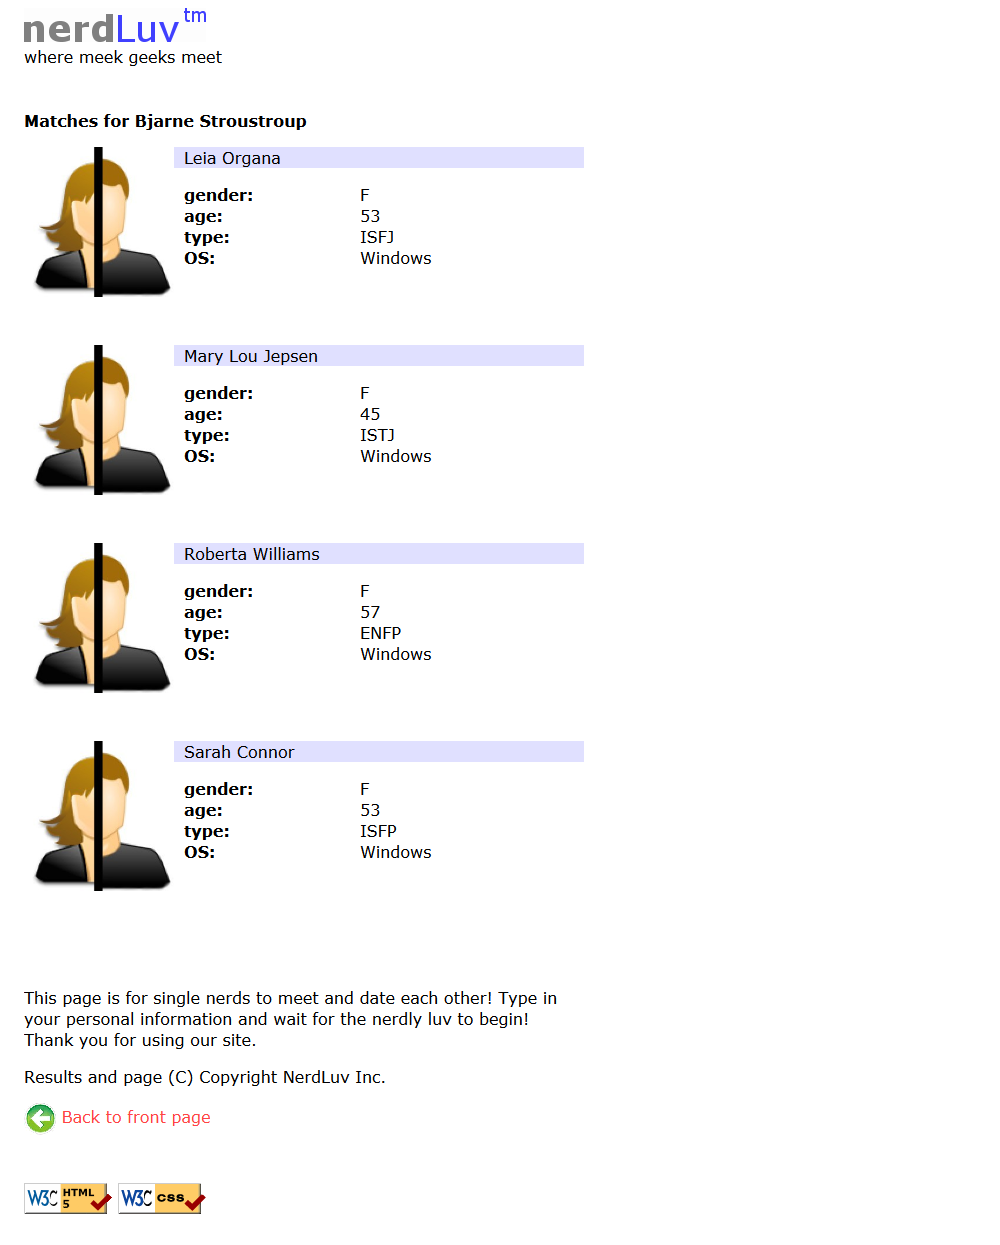 nerdLuv™
where meek geeks meet
Matches for Bjarne Stroustroup
Leia Organa
gender: F
age: 53
type: ISFJ
OS: Windows
Mary Lou Jepsen
gender: F
age: 45
type: ISTJ
OS: Windows
Roberta Williams
gender: F
age: 57
type: ENFP
OS: Windows
Sarah Connor
gender: F
age: 53
type: ISFP
OS: Windows
This page is for single nerds to meet and date each other! Type in
your personal information and wait for the nerdly luv to begin!
Thank you for using our site.
Results and page (C) Copyright NerdLuv Inc.
Back to front page
W3C HTML 5 W3C css